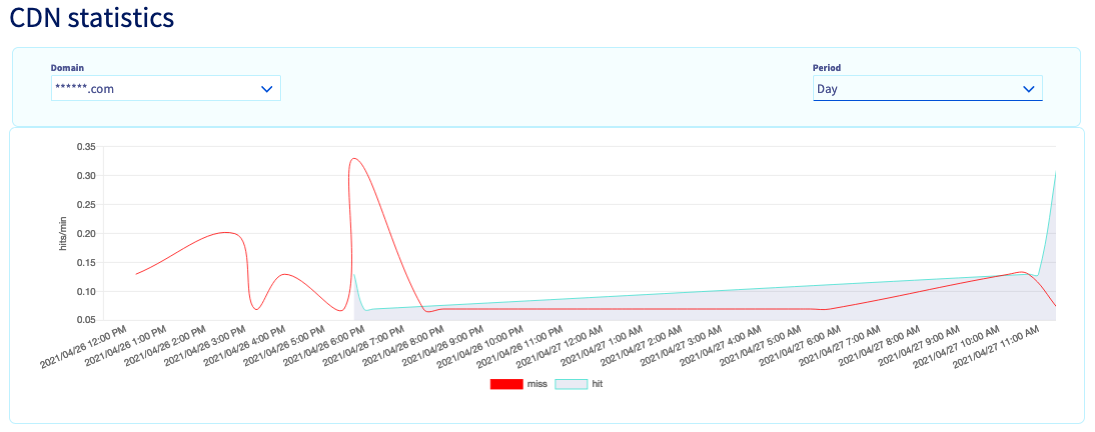 CDN statistics
Domain
Period
******.com
Day
0.35
0.30
0.25
0.20
0.15
0.10
0.05
hits/min
2021/04/26 12:00 PM
2021/04/26 1:00 PM
2021/04/26 2:00 PM
2021/04/26 3:00 PM
2021/04/26 4:00 PM
2021/04/26 5:00 PM
2021/04/26 6:00 PM
2021/04/26 7:00 PM
2021/04/26 8:00 PM
2021/04/26 9:00 PM
2021/04/26 10:00 PM
2021/04/26 11:00 PM
2021/04/27 12:00 AM
2021/04/27 1:00 AM
2021/04/27 2:00 AM
2021/04/27 3:00 AM
2021/04/27 4:00 AM
2021/04/27 5:00 AM
2021/04/27 6:00 AM
2021/04/27 7:00 AM
2021/04/27 8:00 AM
2021/04/27 9:00 AM
2021/04/27 10:00 AM
2021/04/27 11:00 AM
miss
hit